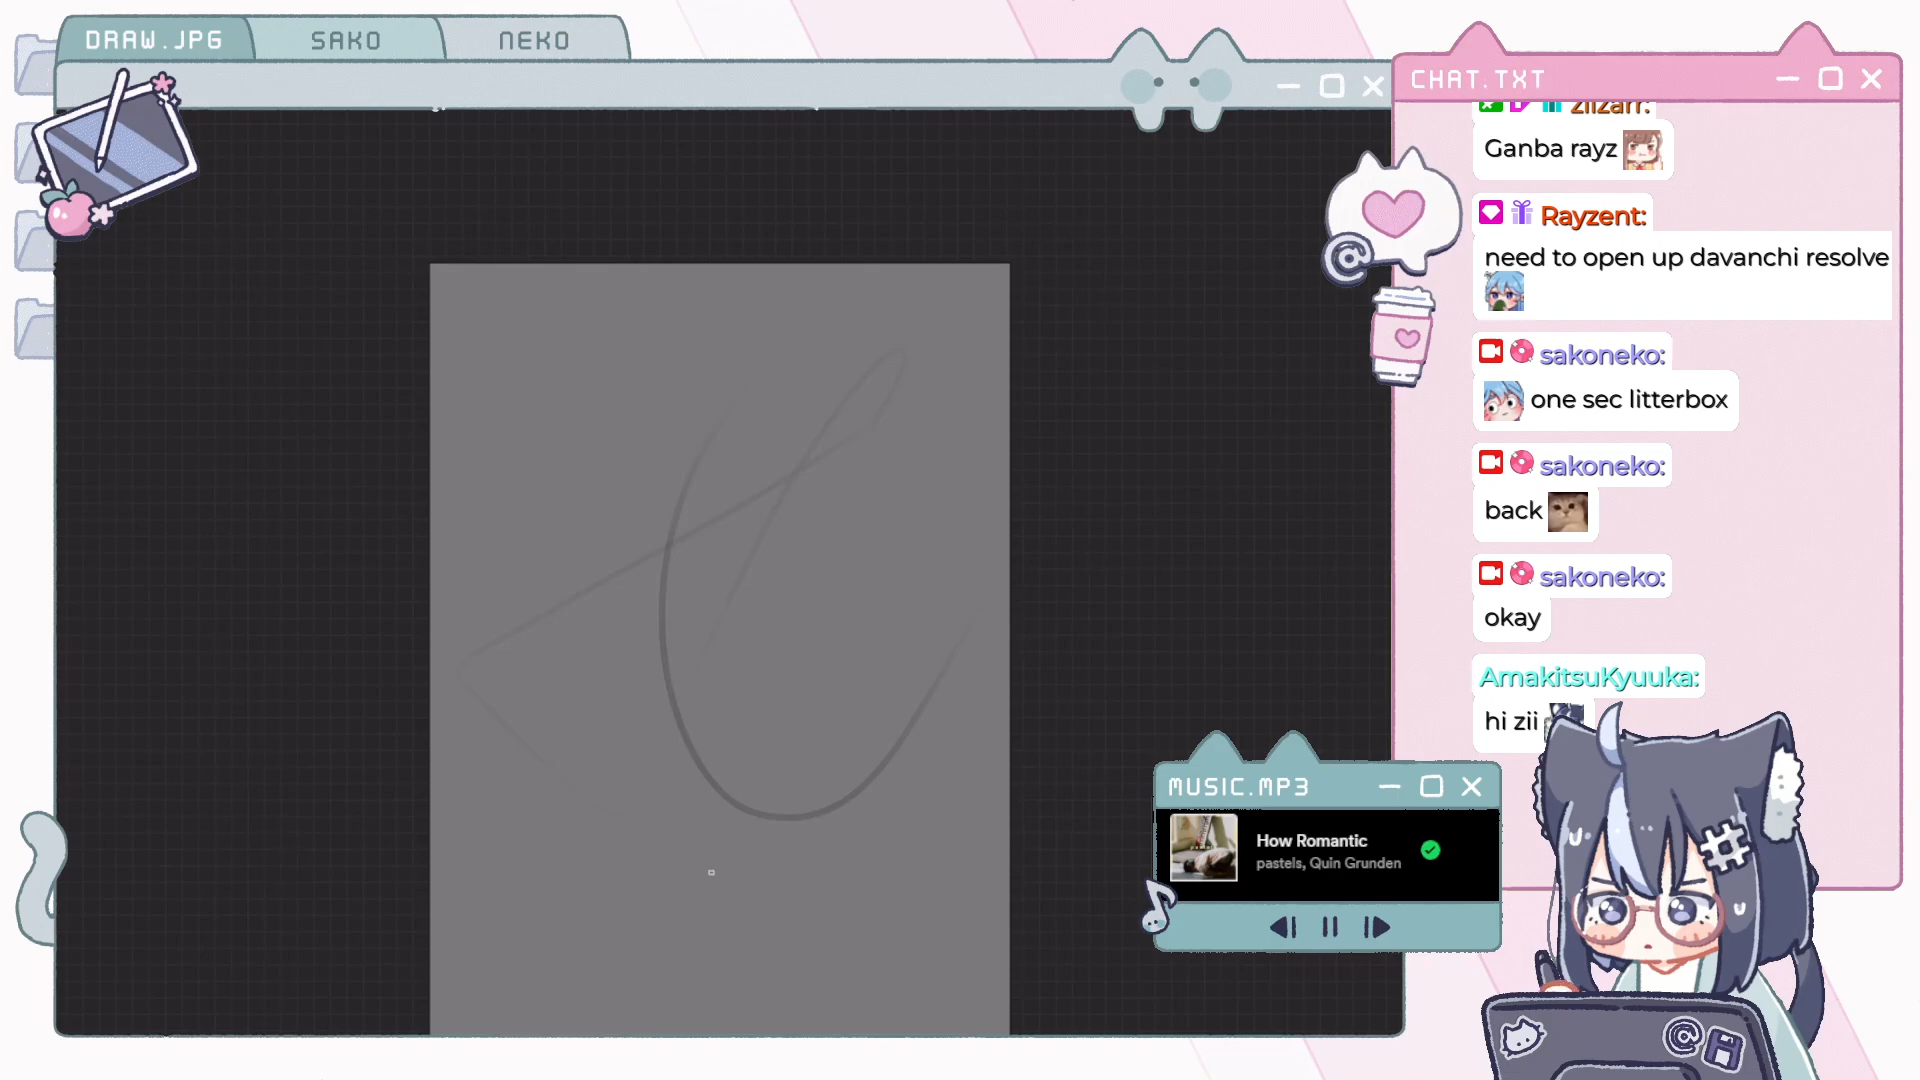 DRAW.JPG
SAKO
NEKO
CHAT.TXT
ziizarr:
Ganba rayz
Rayzent:
need to open up davanchi resolve
sakoneko:
one sec litterbox
sakoneko:
back
sakoneko:
okay
AmakitsuKyuuka:
hi zii
MUSIC.MP3
How Romantic
pastels, Quin Grunden